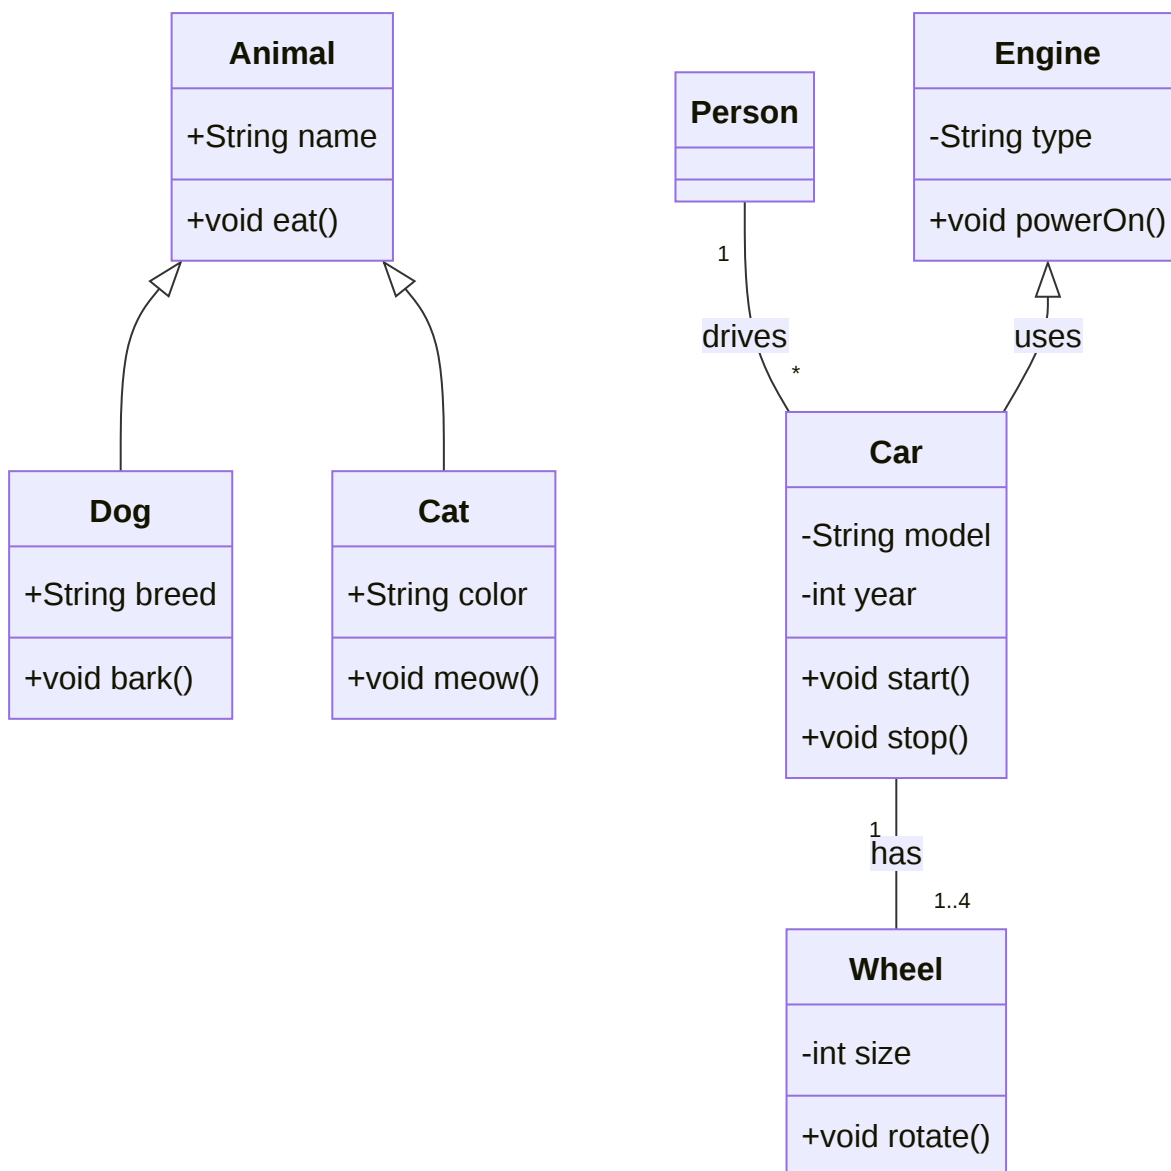 Animal
+String name
+void eat()
Person
Engine
-String type
+void powerOn()
1
drives
*
uses
Dog
+String breed
+void bark()
Cat
+String color
+void meow()
Car
-String model
-int year
+void start()
+void stop()
1
has
1..4
Wheel
-int size
+void rotate()